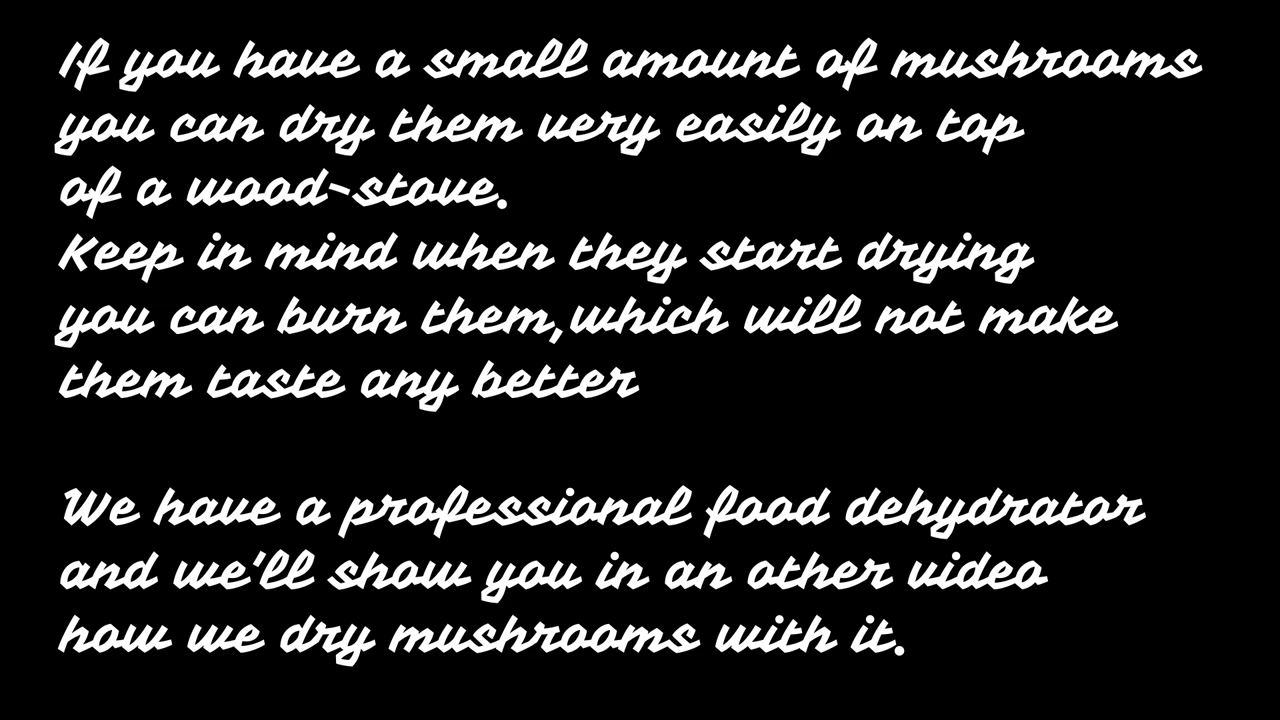 If you have a small amount of mushrooms
you can dry them very easily on top
of a wood-stove.
Keep in mind when they start drying
you can burn them,which will not make
them taste any better
We have a professional food dehydrator
and we'll show you in an other video
how we dry mushrooms with it.